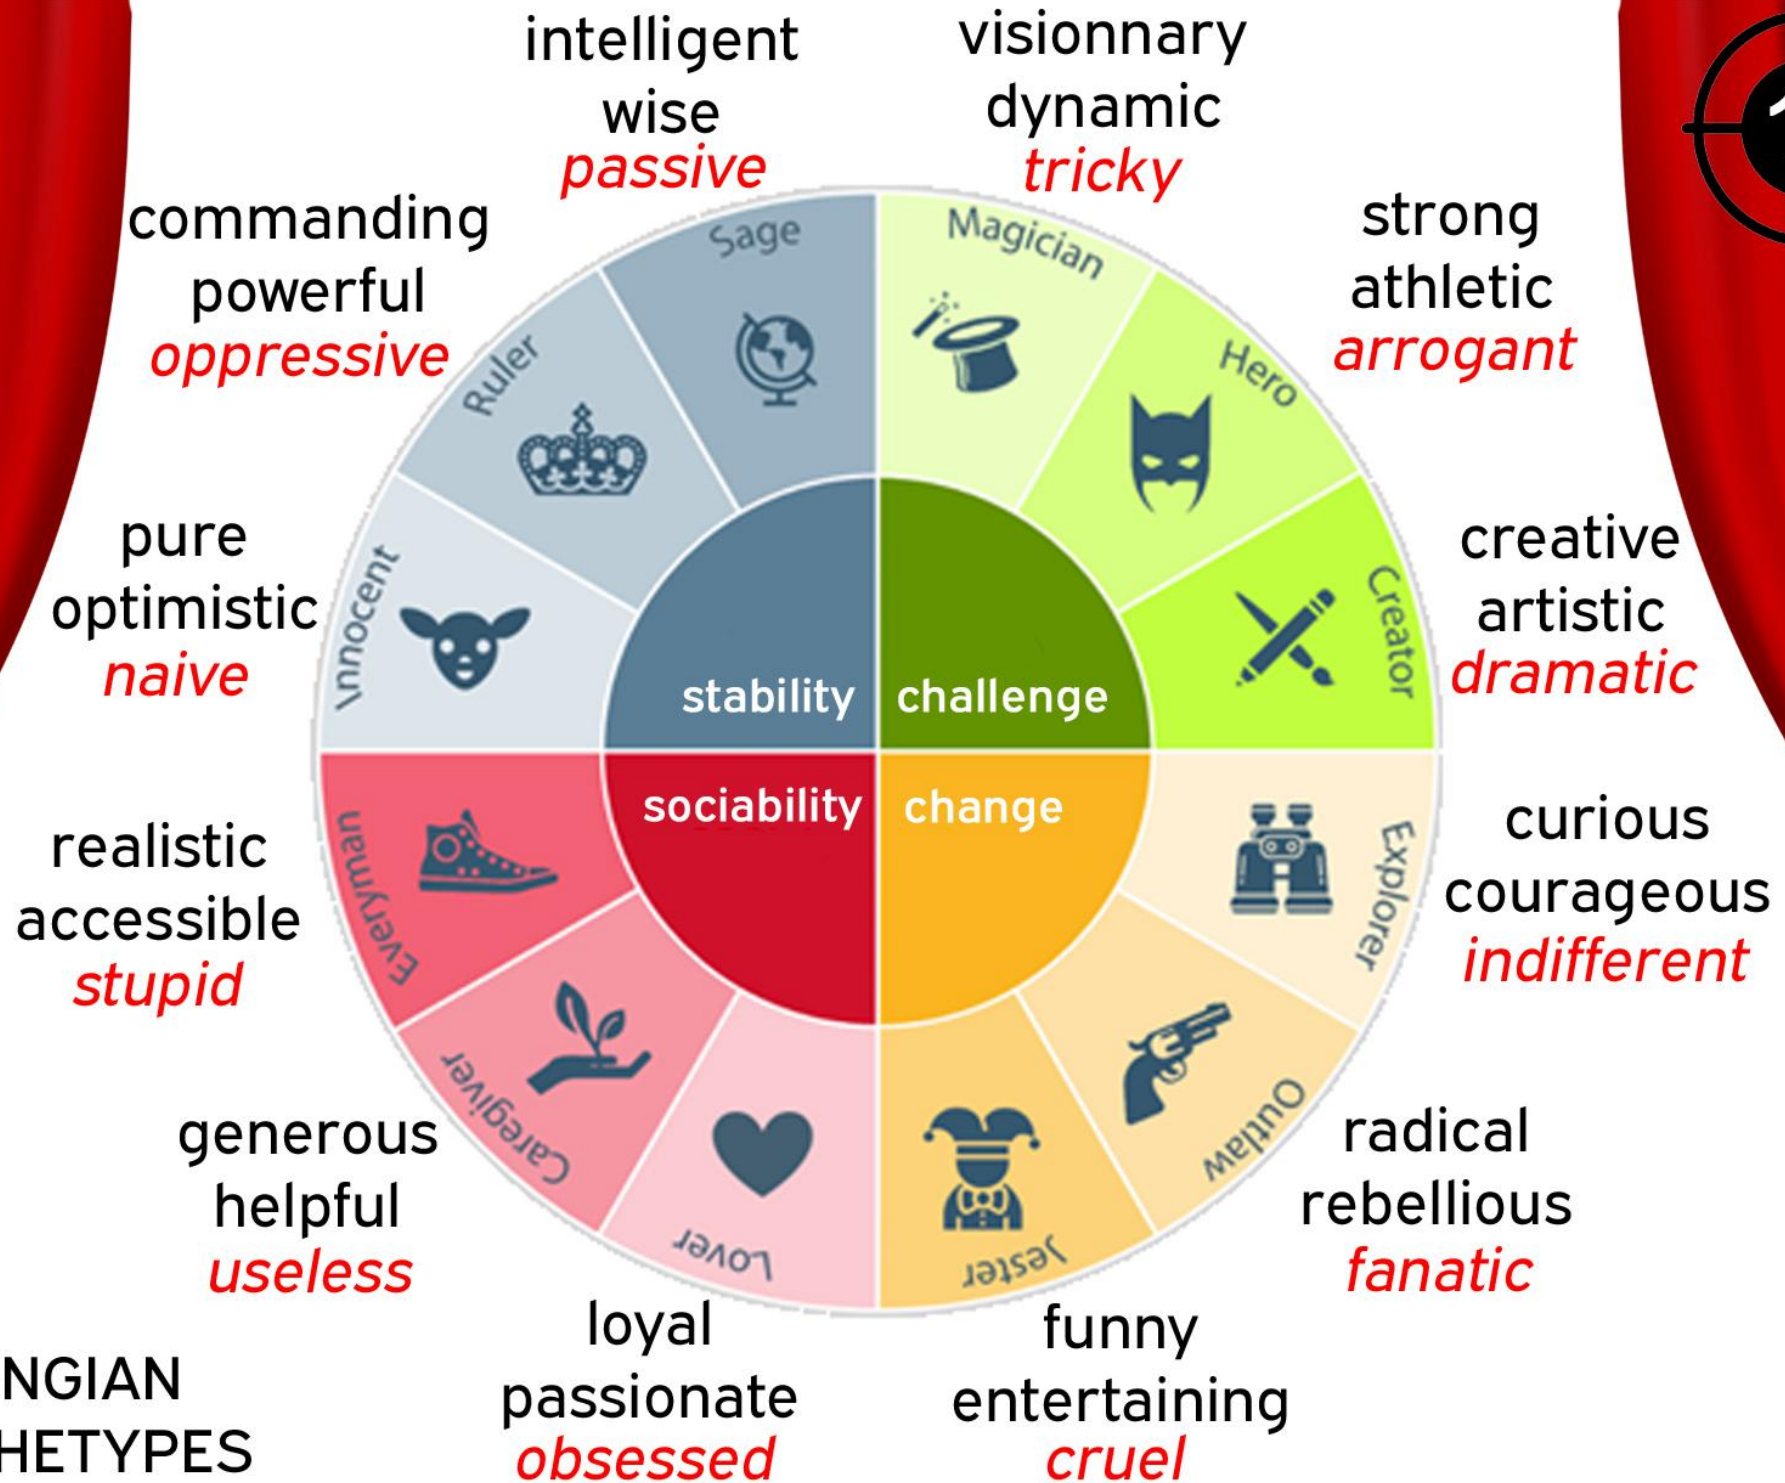 intelligent
wise
passive
visionnary
dynamic
tricky
commanding
powerful
oppressive
strong
athletic
arrogant
Sage
Magician
Ruler
Hero
pure
optimistic
naive
Innocent
Creator
creative
artistic
dramatic
stability
challenge
sociability
change
realistic
accessible
stupid
Everyman
Explorer
curious
courageous
indifferent
generous
helpful
useless
Caregiver
Outlaw
radical
rebellious
fanatic
Lover
Jester
loyal
passionate
obsessed
funny
entertaining
cruel
NGIAN
HETYPES